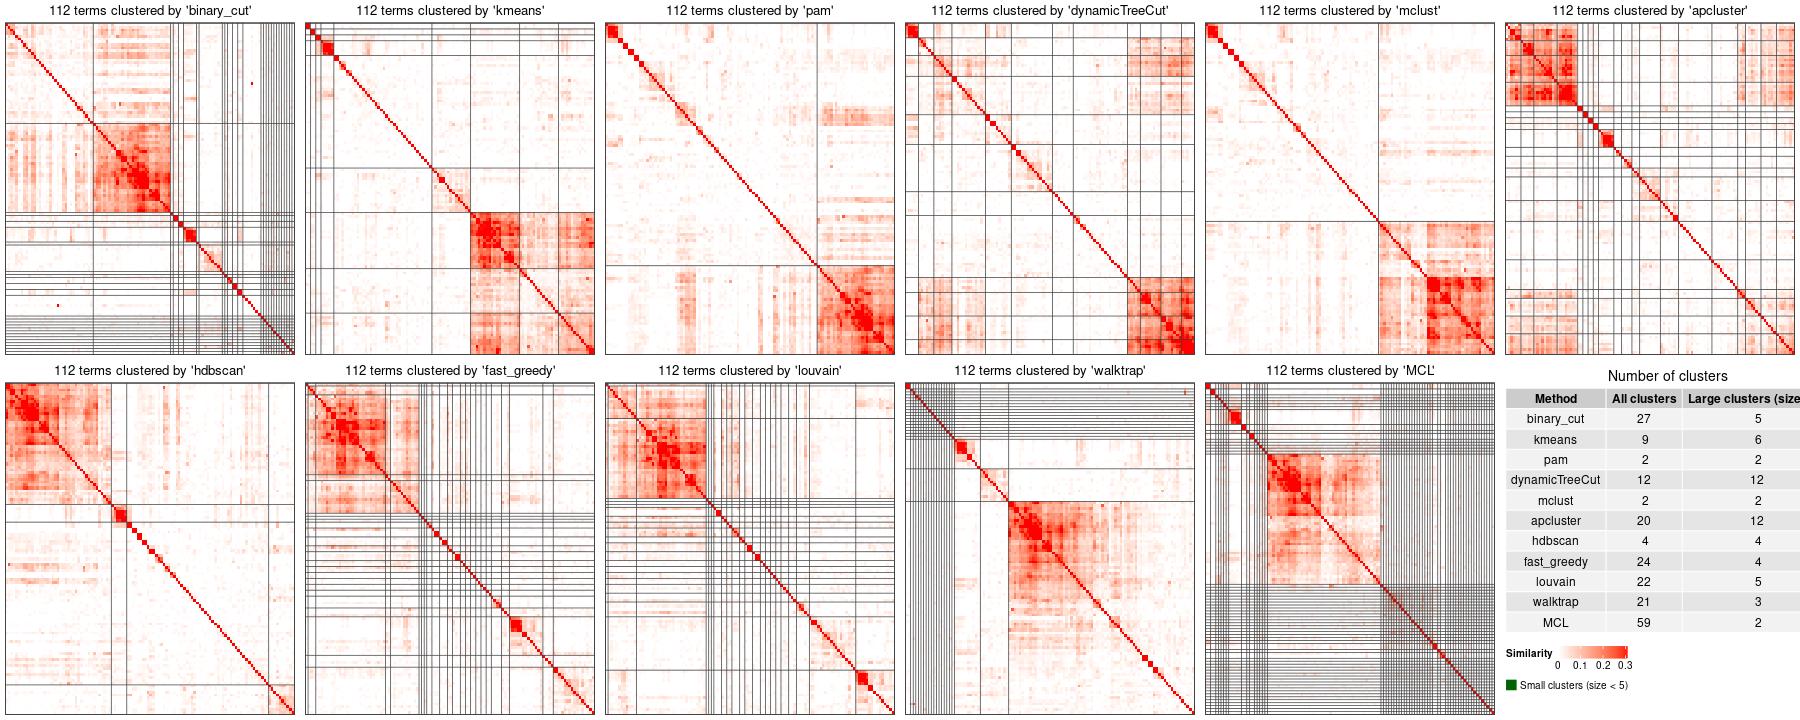 112 terms clustered by 'binary_cut'
112 terms clustered by 'kmeans'
112 terms clustered by 'pam'
112 terms clustered by 'dynamicTreeCut'
112 terms clustered by 'mclust'
112 terms clustered by 'apcluster'
112 terms clustered by 'hdbscan'
112 terms clustered by 'fast_greedy'
112 terms clustered by 'louvain'
112 terms clustered by 'walktrap'
112 terms clustered by 'MCL'
Number of clusters
Method All clusters Large clusters (size
binary_cut 27 5
kmeans 9 6
pam 2 2
dynamicTreeCut 12 12
mclust 2 2
apcluster 20 12
hdbscan 4 4
fast_greedy 24 4
louvain 22 5
walktrap 21 3
MCL 59 2
Similarity
0 0.1 0.2 0.3
Small clusters (size < 5)